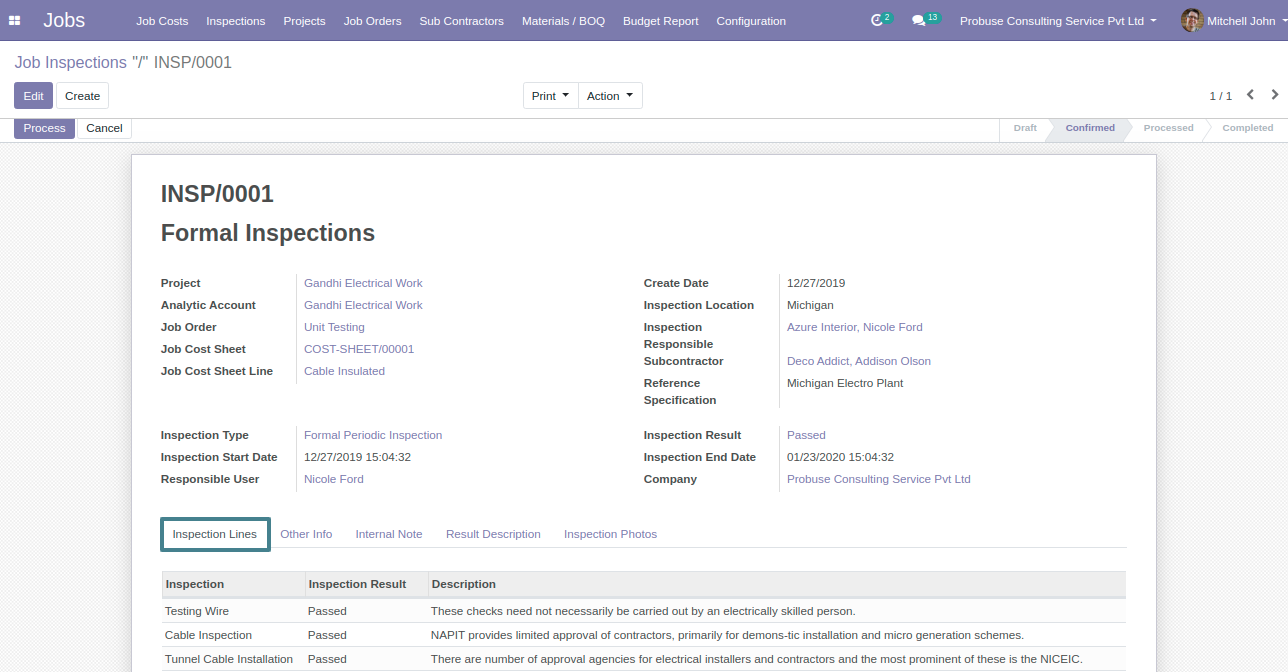 Jobs Job Costs Inspections Projects Job Orders Sub Contractors Materials / BOQ Budget Report Configuration 2 13 Probuse Consulting Service Pvt Ltd Mitchell John
Job Inspections "/" INSP/0001
Edit Create Print Action 1 / 1
Process Cancel Draft Confirmed Processed Completed
INSP/0001
Formal Inspections
Project Gandhi Electrical Work
Analytic Account Gandhi Electrical Work
Job Order Unit Testing
Job Cost Sheet COST-SHEET/00001
Job Cost Sheet Line Cable Insulated
Create Date 12/27/2019
Inspection Location Michigan
Inspection Azure Interior, Nicole Ford
Responsible
Subcontractor Deco Addict, Addison Olson
Reference Michigan Electro Plant
Specification
Inspection Type Formal Periodic Inspection
Inspection Start Date 12/27/2019 15:04:32
Responsible User Nicole Ford
Inspection Result Passed
Inspection End Date 01/23/2020 15:04:32
Company Probuse Consulting Service Pvt Ltd
Inspection Lines Other Info Internal Note Result Description Inspection Photos
Inspection Inspection Result Description
Testing Wire Passed These checks need not necessarily be carried out by an electrically skilled person.
Cable Inspection Passed NAPIT provides limited approval of contractors, primarily for demons-tic installation and micro generation schemes.
Tunnel Cable Installation Passed There are number of approval agencies for electrical installers and contractors and the most prominent of these is the NICEIC.